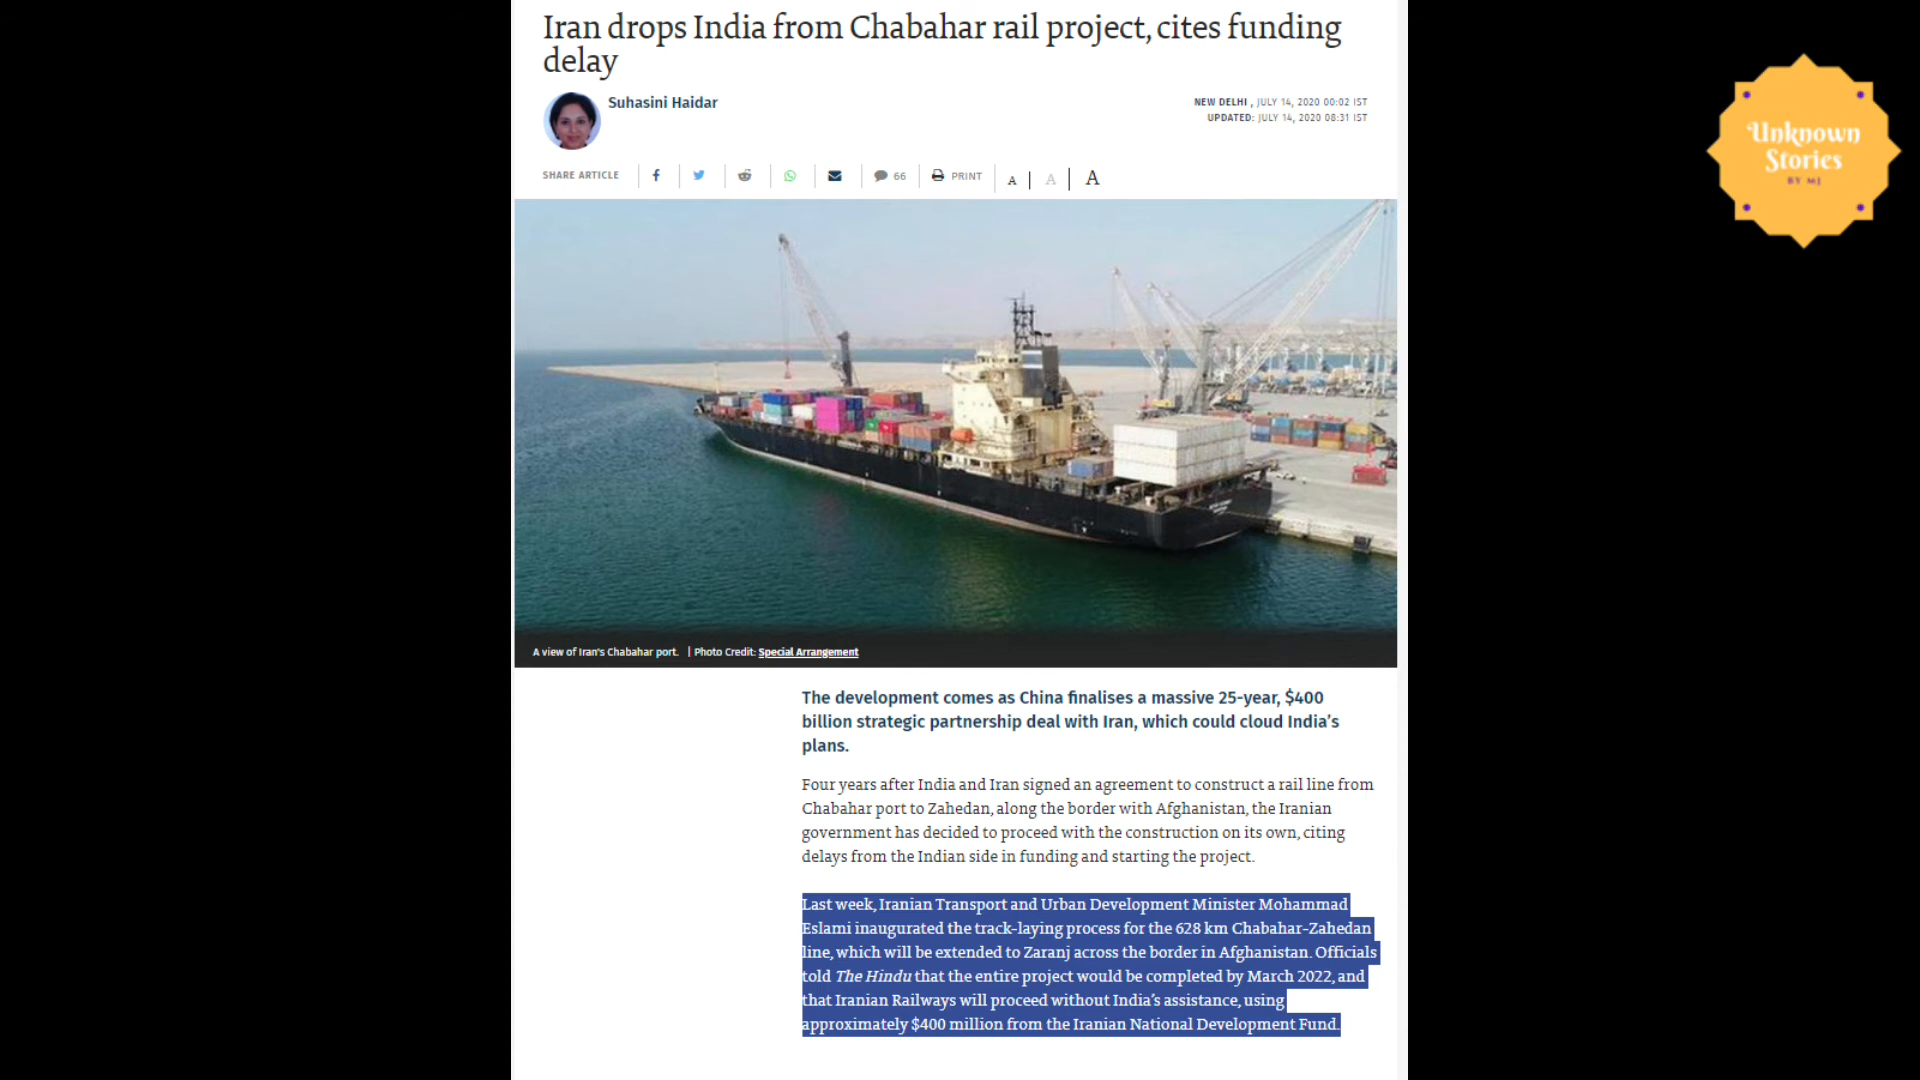 Iran drops India from Chabahar rail project, cites funding
delay
Suhasini Haidar
NEW DELHI , JULY 14, 2020 00:02 IST
UPDATED: JULY 14, 2020 08:31 IST
SHARE ARTICLE
66
PRINT
A
A
A
Unknown
Stories
BY MJ
A view of Iran's Chabahar port. | Photo Credit: Special Arrangement
The development comes as China finalises a massive 25-year, $400
billion strategic partnership deal with Iran, which could cloud India’s
plans.
Four years after India and Iran signed an agreement to construct a rail line from
Chabahar port to Zahedan, along the border with Afghanistan, the Iranian
government has decided to proceed with the construction on its own, citing
delays from the Indian side in funding and starting the project.
Last week, Iranian Transport and Urban Development Minister Mohammad
Eslami inaugurated the track-laying process for the 628 km Chabahar-Zahedan
line, which will be extended to Zaranj across the border in Afghanistan. Officials
told The Hindu that the entire project would be completed by March 2022, and
that Iranian Railways will proceed without India’s assistance, using
approximately $400 million from the Iranian National Development Fund.